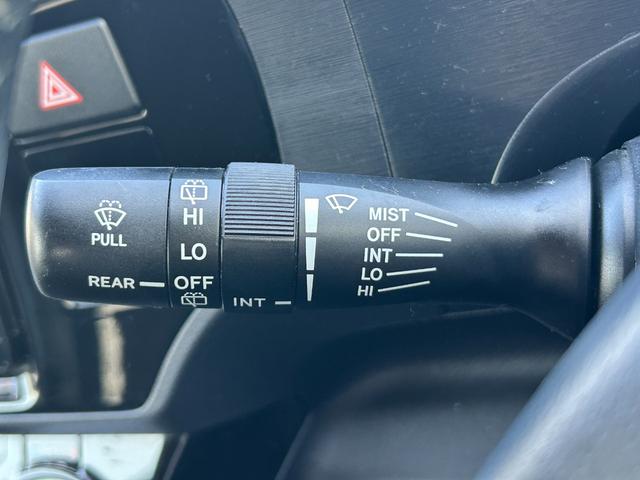 PULL
REAR
HI
LO
OFF
INT
MIST
OFF
INT
LO
HI